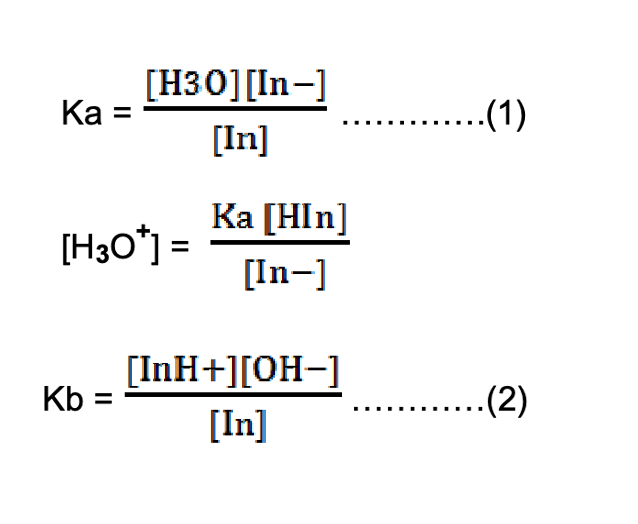 [H3O][In−]
Ka = ............(1)
[In]
Ka [HIn]
[H₃O⁺] =
[In−]
[InH+][OH−]
Kb = ............(2)
[In]